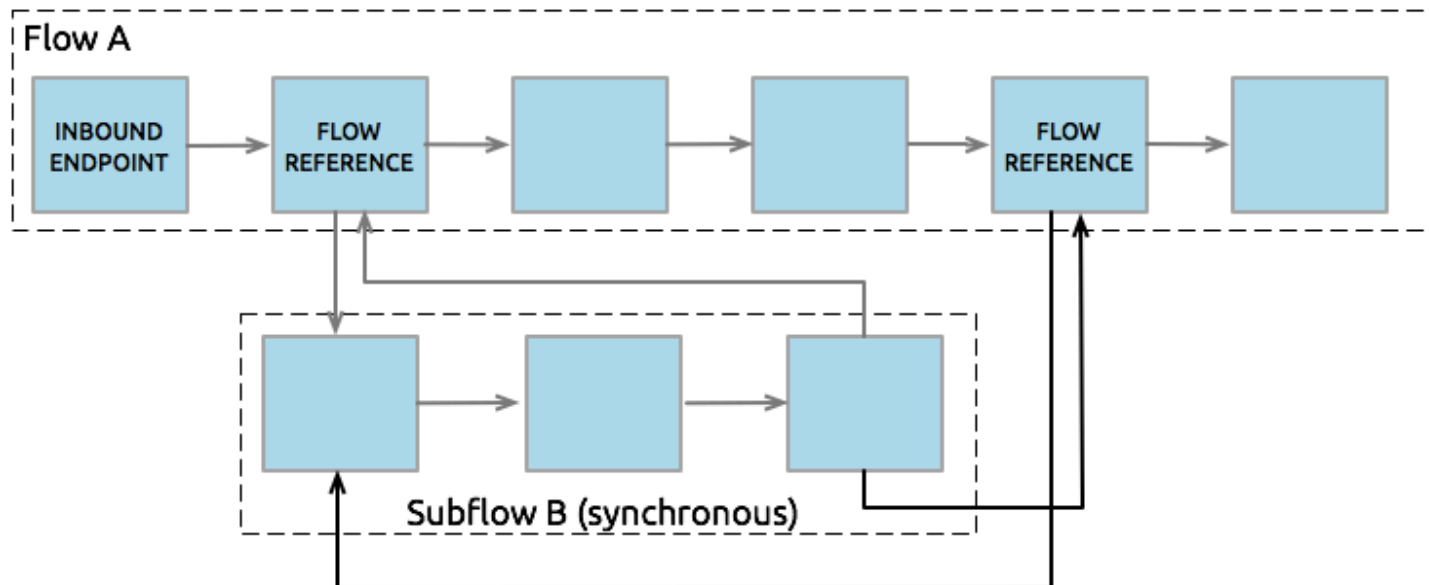 Flow A
INBOUND
ENDPOINT
FLOW
REFERENCE
FLOW
REFERENCE
Subflow B (synchronous)